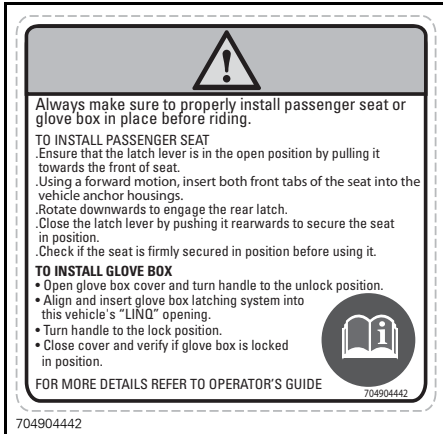 Always make sure to properly install passenger seat or
glove box in place before riding.
TO INSTALL PASSENGER SEAT
.Ensure that the latch lever is in the open position by pulling it
towards the front of seat.
.Using a forward motion, insert both front tabs of the seat into the
vehicle anchor housings.
.Rotate downwards to engage the rear latch.
.Close the latch lever by pushing it rearwards to secure the seat
in position.
.Check if the seat is firmly secured in position before using it.
TO INSTALL GLOVE BOX
• Open glove box cover and turn handle to the unlock position.
• Align and insert glove box latching system into
this vehicle's “LINQ” opening.
• Turn handle to the lock position.
• Close cover and verify if glove box is locked
in position.
FOR MORE DETAILS REFER TO OPERATOR’S GUIDE
704904442
704904442